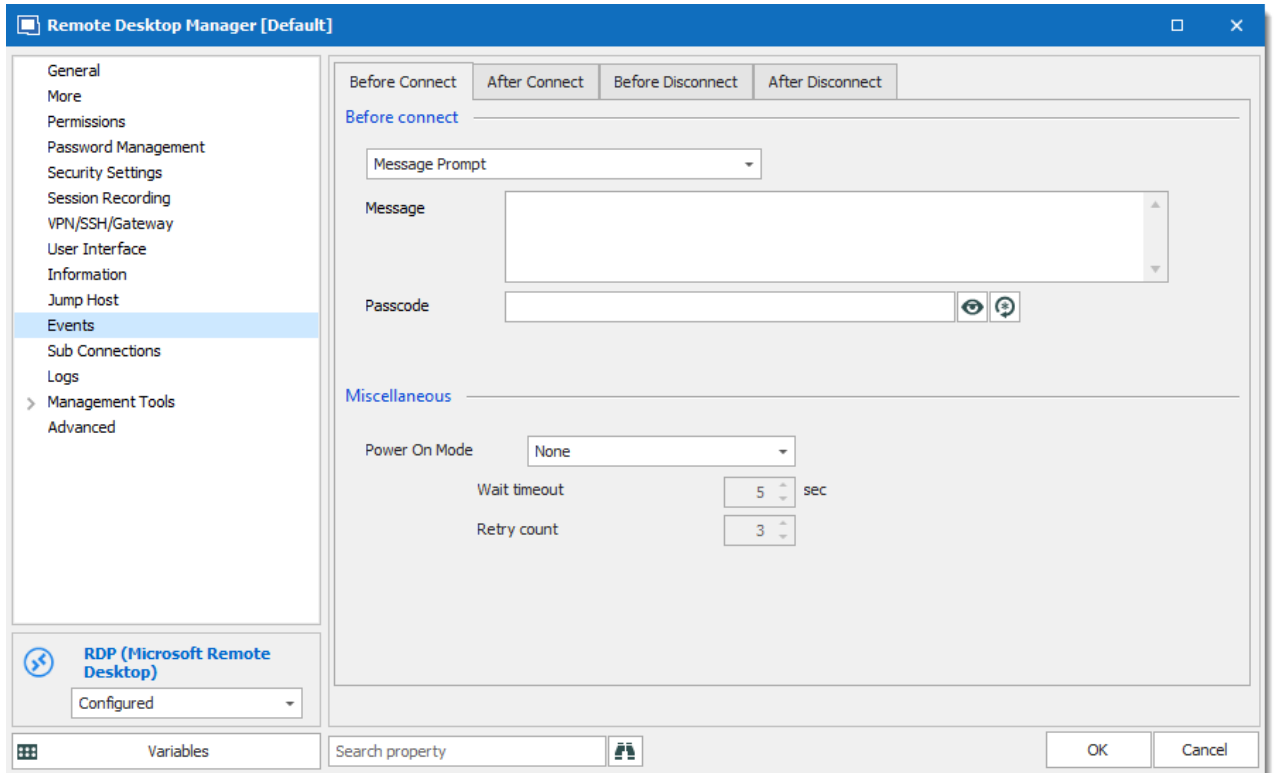 Remote Desktop Manager [Default]
General
More
Permissions
Password Management
Security Settings
Session Recording
VPN/SSH/Gateway
User Interface
Information
Jump Host
Events
Sub Connections
Logs
Management Tools
Advanced
RDP (Microsoft Remote
Desktop)
Configured
Variables
Before Connect
After Connect
Before Disconnect
After Disconnect
Before connect
Message Prompt
Message
Passcode
Miscellaneous
Power On Mode
None
Wait timeout
5
sec
Retry count
3
Search property
OK
Cancel